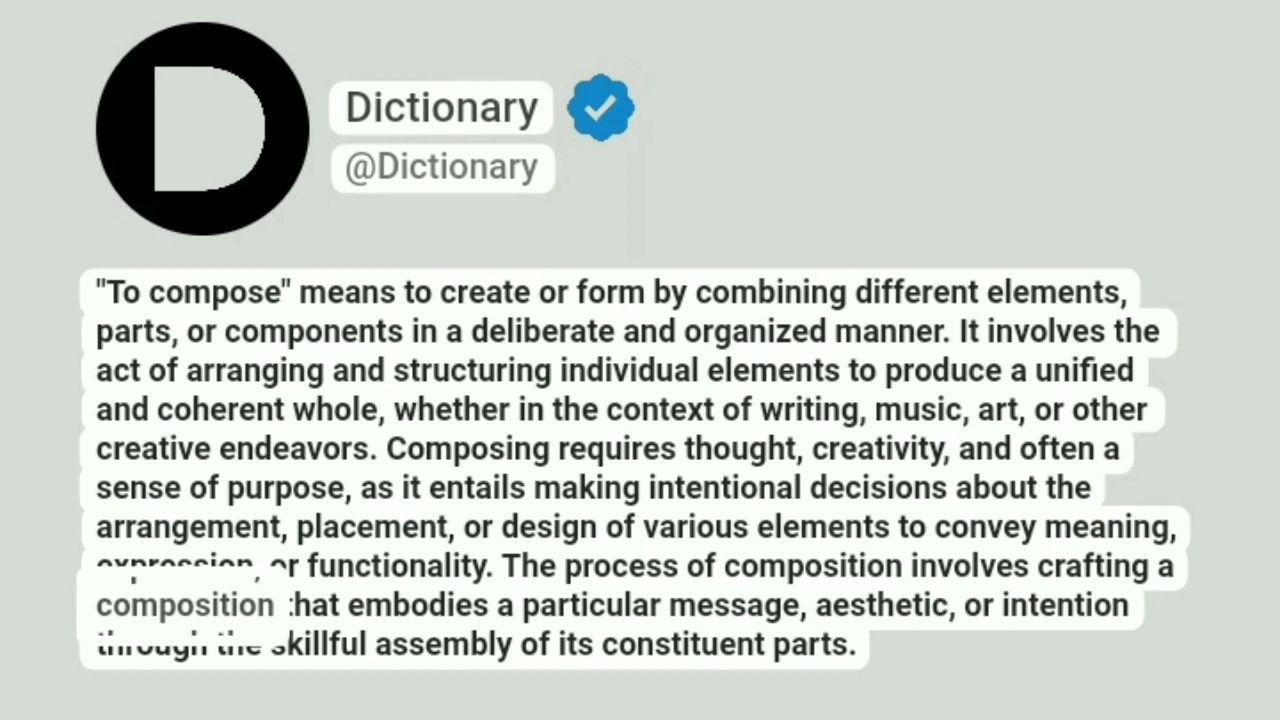 D
Dictionary
@Dictionary
"To compose" means to create or form by combining different elements,
parts, or components in a deliberate and organized manner. It involves the
act of arranging and structuring individual elements to produce a unified
and coherent whole, whether in the context of writing, music, art, or other
creative endeavors. Composing requires thought, creativity, and often a
sense of purpose, as it entails making intentional decisions about the
arrangement, placement, or design of various elements to convey meaning,
expression, or functionality. The process of composition involves crafting a
composition that embodies a particular message, aesthetic, or intention
through the skillful assembly of its constituent parts.